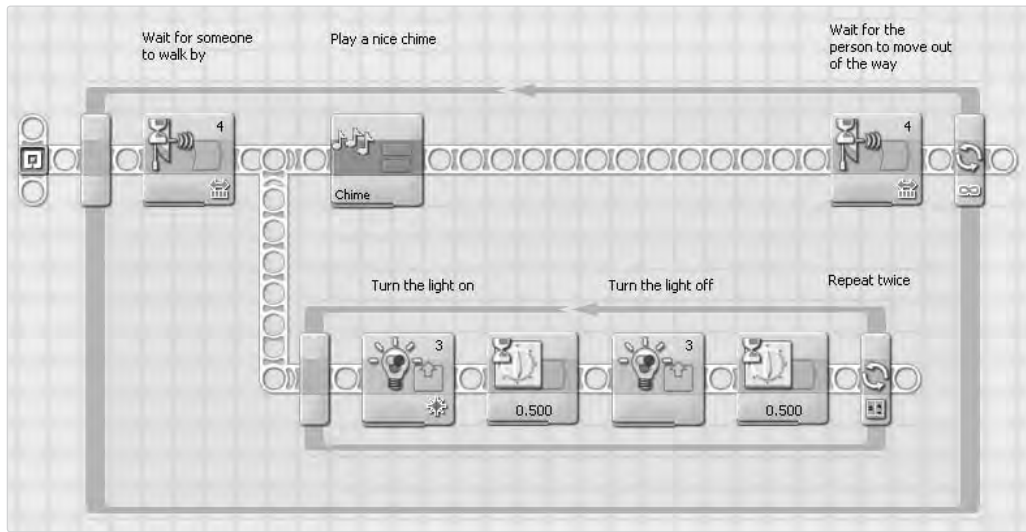 Wait for someone
to walk by
Play a nice chime
Wait for the
person to move out
of the way
4
4
Chime
Turn the light on
Turn the light off
Repeat twice
3
3
0.500
0.500